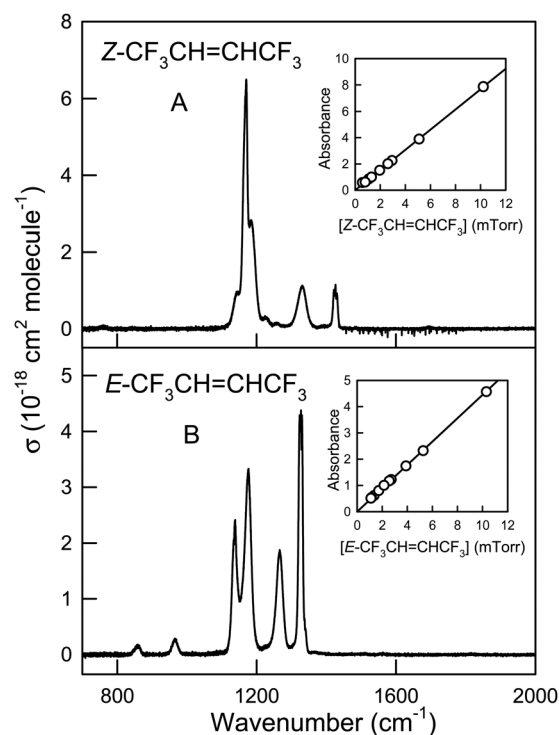 8
6
4
2
0
Z-CF₃CH=CHCF₃
A
10
8
6
4
2
0
Absorbance
0 2 4 6 8 10 12
[Z-CF₃CH=CHCF₃] (mTorr)
σ (10⁻¹⁸ cm² molecule⁻¹)
5
4
3
2
1
0
E-CF₃CH=CHCF₃
B
5
4
3
2
1
0
Absorbance
0 2 4 6 8 10 12
[E-CF₃CH=CHCF₃] (mTorr)
800 1200 1600 2000
Wavenumber (cm⁻¹)